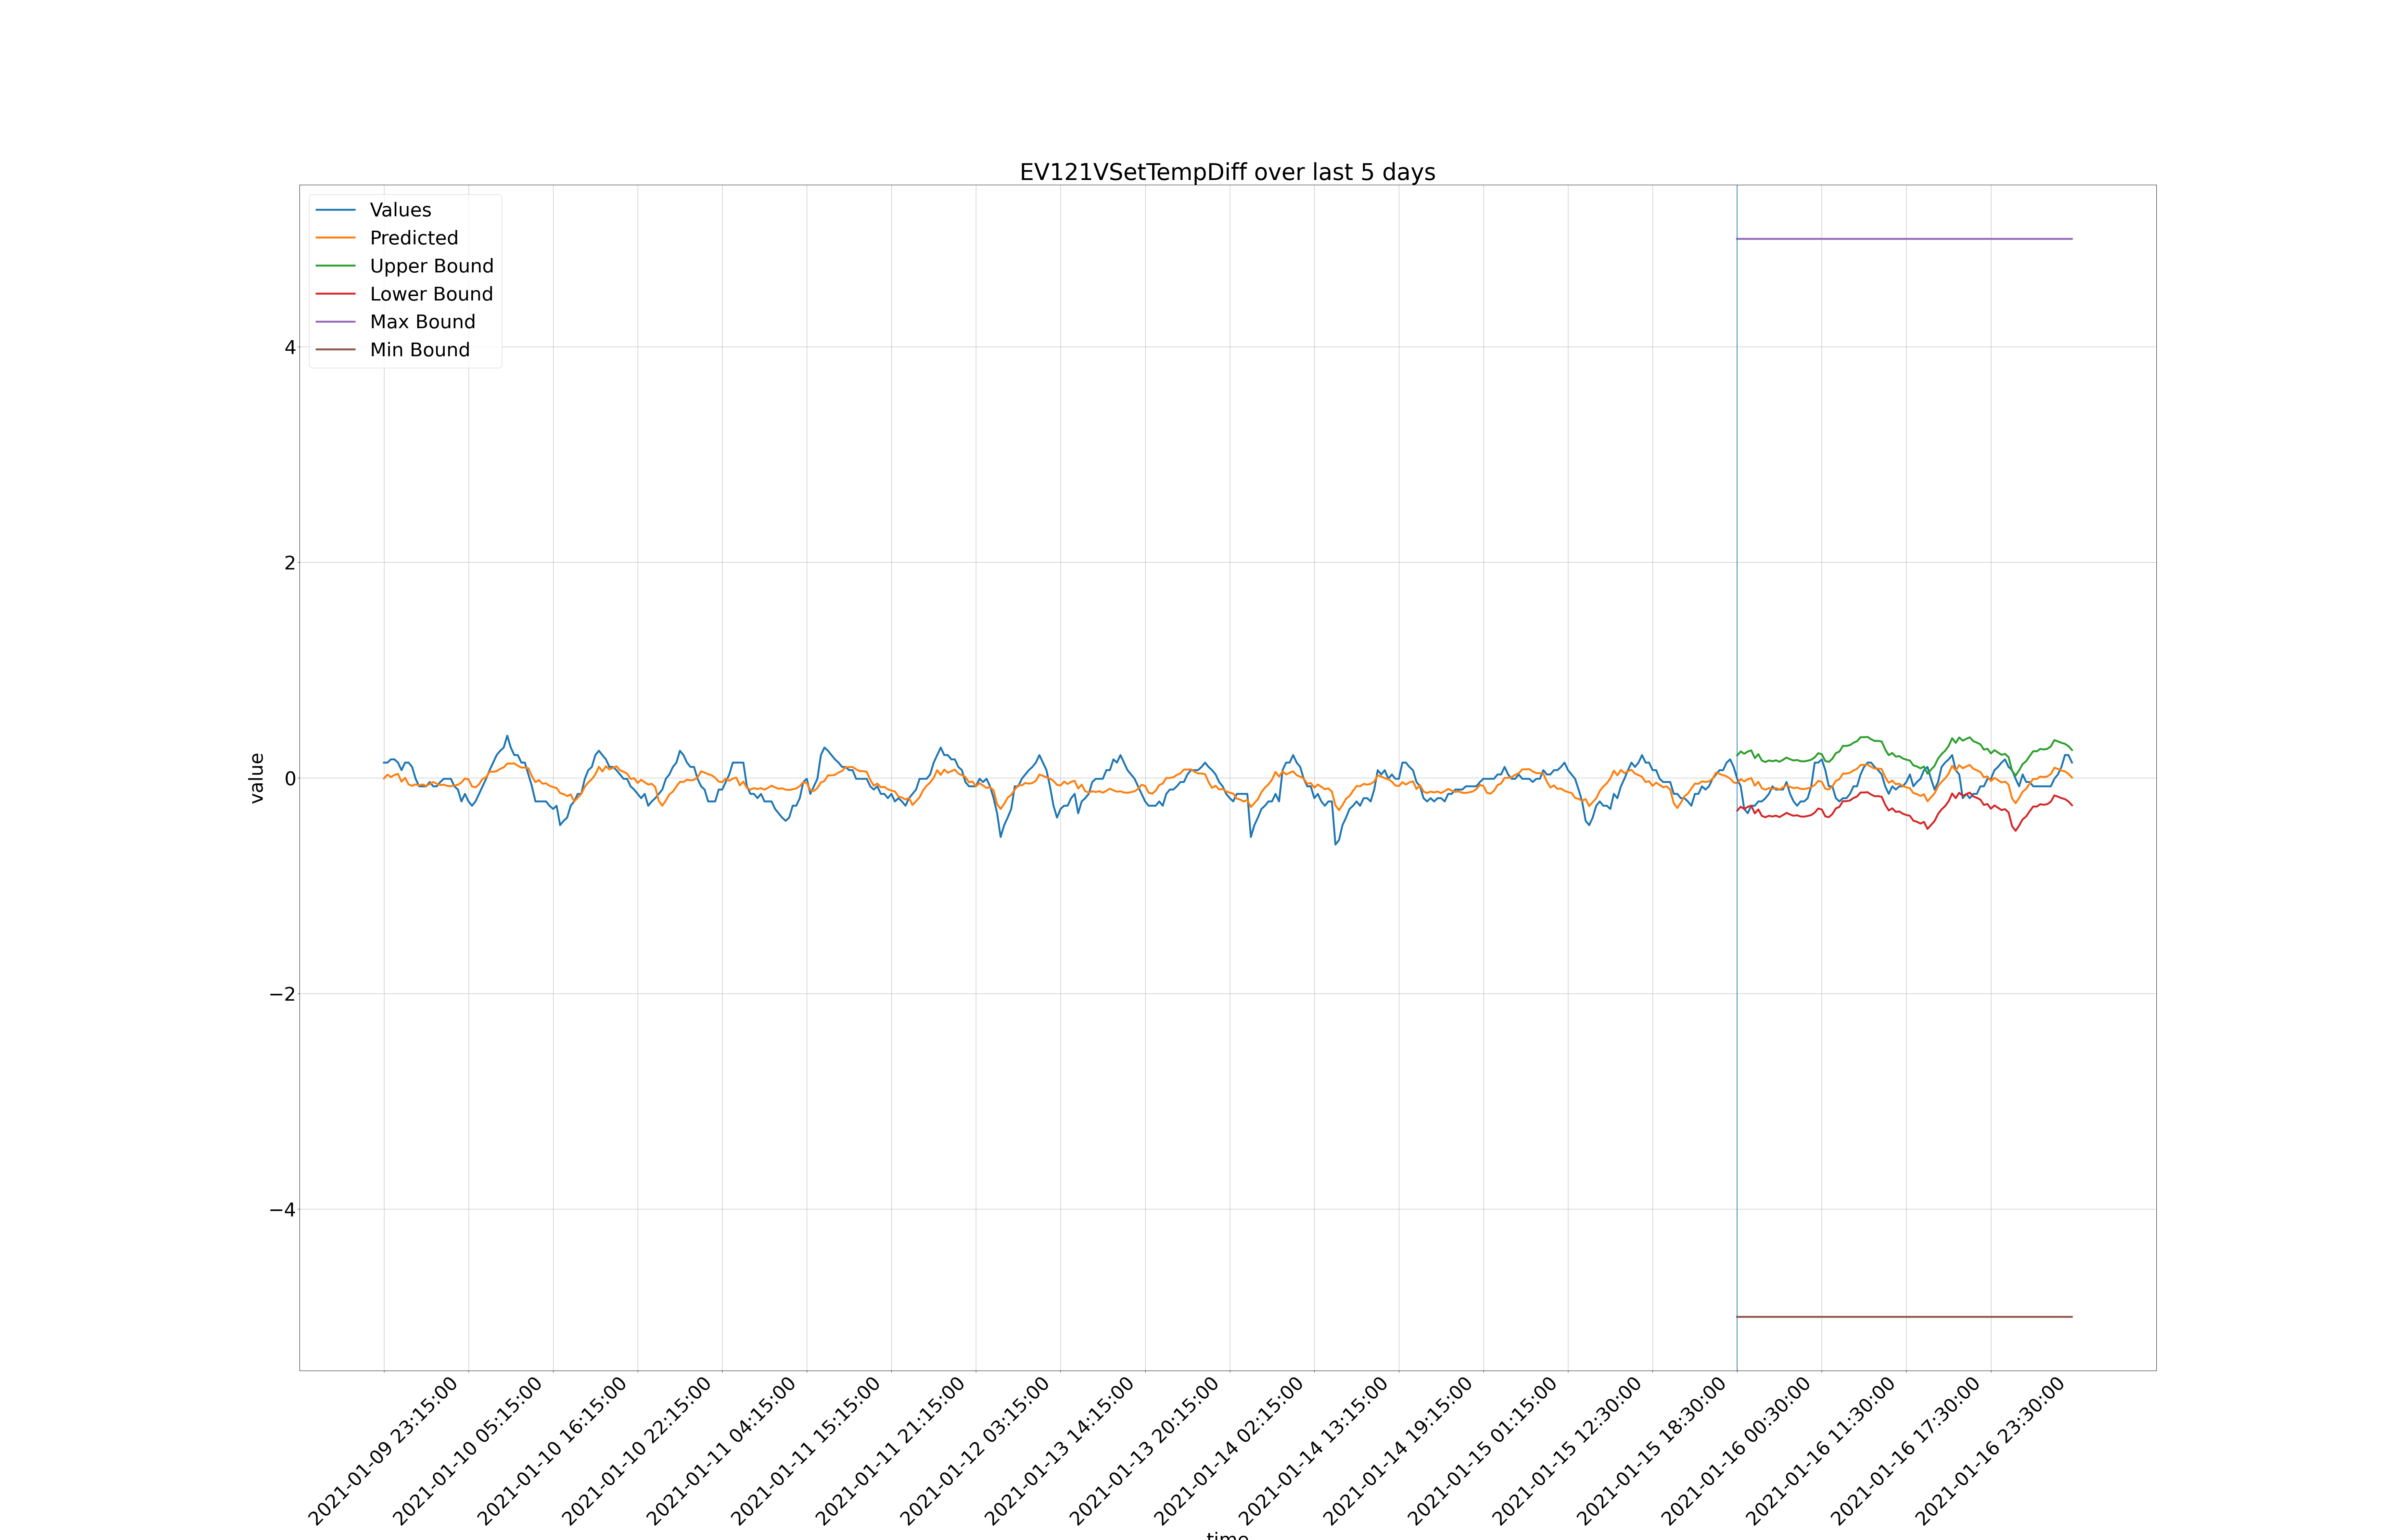 EV121VSetTempDiff over last 5 days
Values
Predicted
Upper Bound
Lower Bound
Max Bound
Min Bound
4
2
0
−2
−4
value
2021-01-09 23:15:00
2021-01-10 05:15:00
2021-01-10 16:15:00
2021-01-10 22:15:00
2021-01-11 04:15:00
2021-01-11 15:15:00
2021-01-11 21:15:00
2021-01-12 03:15:00
2021-01-13 14:15:00
2021-01-13 20:15:00
2021-01-14 02:15:00
2021-01-14 13:15:00
2021-01-14 19:15:00
2021-01-15 01:15:00
2021-01-15 12:30:00
2021-01-15 18:30:00
2021-01-16 00:30:00
2021-01-16 11:30:00
2021-01-16 17:30:00
2021-01-16 23:30:00
time